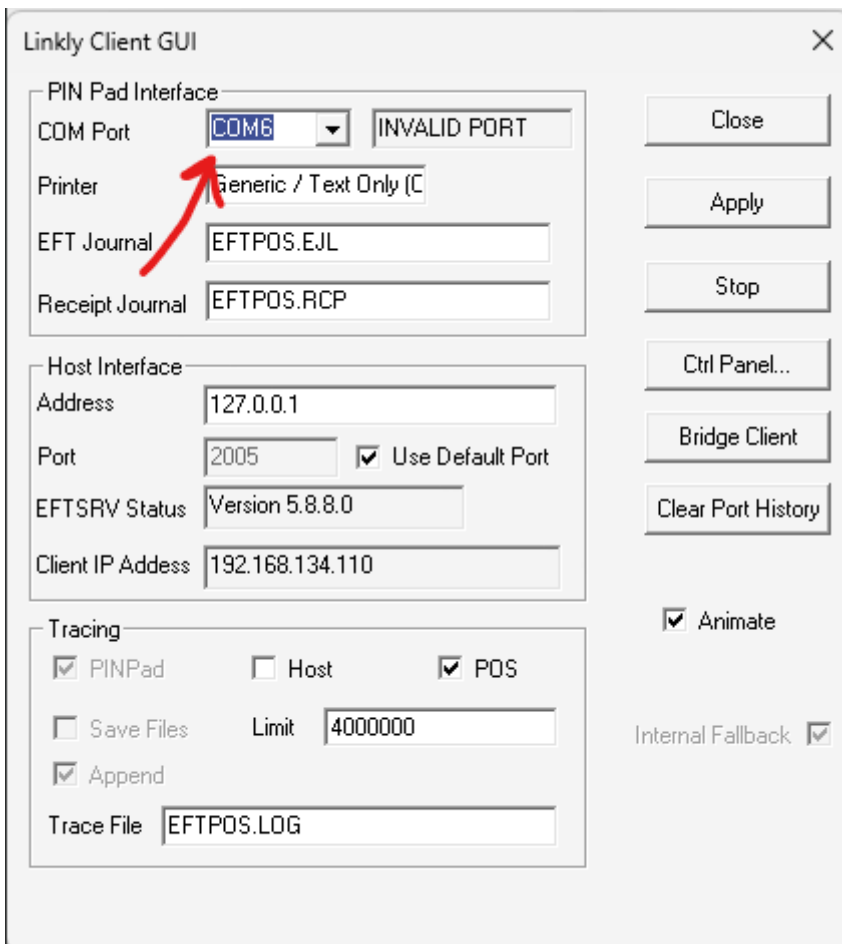 Linkly Client GUI
PIN Pad Interface
COM Port COM6 INVALID PORT
Close
Printer Generic / Text Only (C
Apply
EFT Journal EFTPOS.EJL
Receipt Journal EFTPOS.RCP
Stop
Host Interface
Ctrl Panel...
Address 127.0.0.1
Port 2005 Use Default Port
Bridge Client
EFTSRV Status Version 5.8.8.0
Clear Port History
Client IP Addess 192.168.134.110
Tracing
Animate
PINPad Host POS
Save Files Limit 4000000
Internal Fallback
Append
Trace File EFTPOS.LOG